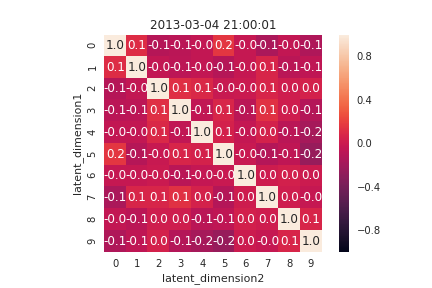 2013-03-04 21:00:01
latent_dimension1
0 1.0 0.1 -0.1 -0.1 -0.0 0.2 -0.0 -0.1 -0.0 -0.1
1 0.1 1.0 -0.0 -0.1 -0.0 -0.1 -0.0 0.1 -0.1 -0.1
2 -0.1 -0.0 1.0 0.1 0.1 -0.0 -0.0 0.1 0.0 0.0
3 -0.1 -0.1 0.1 1.0 -0.1 0.1 -0.1 0.1 0.0 -0.1
4 -0.0 -0.0 0.1 -0.1 1.0 0.1 -0.0 0.0 -0.1 -0.2
5 0.2 -0.1 -0.0 0.1 0.1 1.0 -0.0 -0.1 -0.1 -0.2
6 -0.0 -0.0 -0.0 -0.1 -0.0 -0.0 1.0 0.0 0.0 0.0
7 -0.1 0.1 0.1 0.1 0.0 -0.1 0.0 1.0 0.0 -0.0
8 -0.0 -0.1 0.0 0.0 -0.1 -0.1 0.0 0.0 1.0 0.1
9 -0.1 -0.1 0.0 -0.1 -0.2 -0.2 0.0 -0.0 0.1 1.0
0 1 2 3 4 5 6 7 8 9
latent_dimension2
0.8
0.4
0.0
−0.4
−0.8